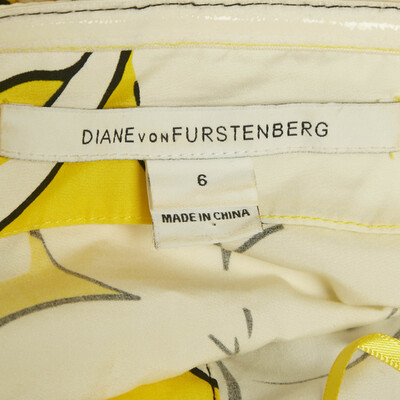 DIANE VON FURSTENBERG
6
MADE IN CHINA